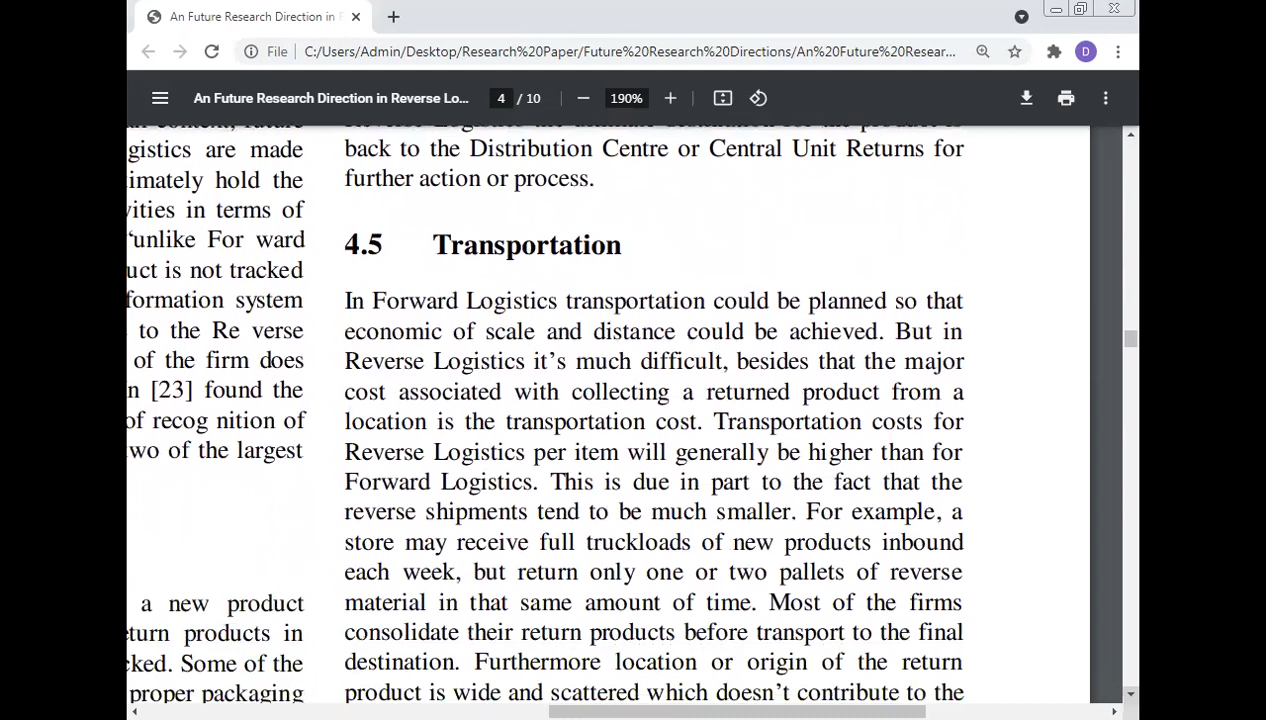 An Future Research Direction in
File C:/Users/Admin/Desktop/Research%20Paper/Future%20Research%20Directions/An%20Future%20Resear...
D
An Future Research Direction in Reverse Lo... 4 / 10 190%
gistics are made
imately hold the
vities in terms of
“unlike For ward
uct is not tracked
formation system
to the Re verse
of the firm does
n [23] found the
of recog nition of
two of the largest
a new product
eturn products in
cked. Some of the
proper packaging
back to the Distribution Centre or Central Unit Returns for
further action or process.
4.5 Transportation
In Forward Logistics transportation could be planned so that
economic of scale and distance could be achieved. But in
Reverse Logistics it’s much difficult, besides that the major
cost associated with collecting a returned product from a
location is the transportation cost. Transportation costs for
Reverse Logistics per item will generally be higher than for
Forward Logistics. This is due in part to the fact that the
reverse shipments tend to be much smaller. For example, a
store may receive full truckloads of new products inbound
each week, but return only one or two pallets of reverse
material in that same amount of time. Most of the firms
consolidate their return products before transport to the final
destination. Furthermore location or origin of the return
product is wide and scattered which doesn’t contribute to the